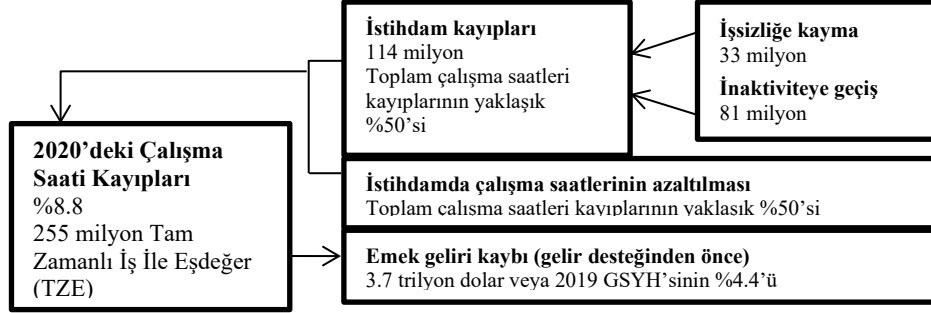 İstihdam kayıpları
114 milyon
Toplam çalışma saatleri
kayıplarının yaklaşık
%50'si
İşsizliğe kayma
33 milyon
İnaktiviteye geçiş
81 milyon
2020'deki Çalışma
Saati Kayıpları
%8.8
255 milyon Tam
Zamanlı İş İle Eşdeğer
(TZE)
İstihdamda çalışma saatlerinin azaltılması
Toplam çalışma saatleri kayıplarının yaklaşık %50'si
Emek geliri kaybı (gelir desteğinden önce)
3.7 trilyon dolar veya 2019 GSYH'sinin %4.4'ü